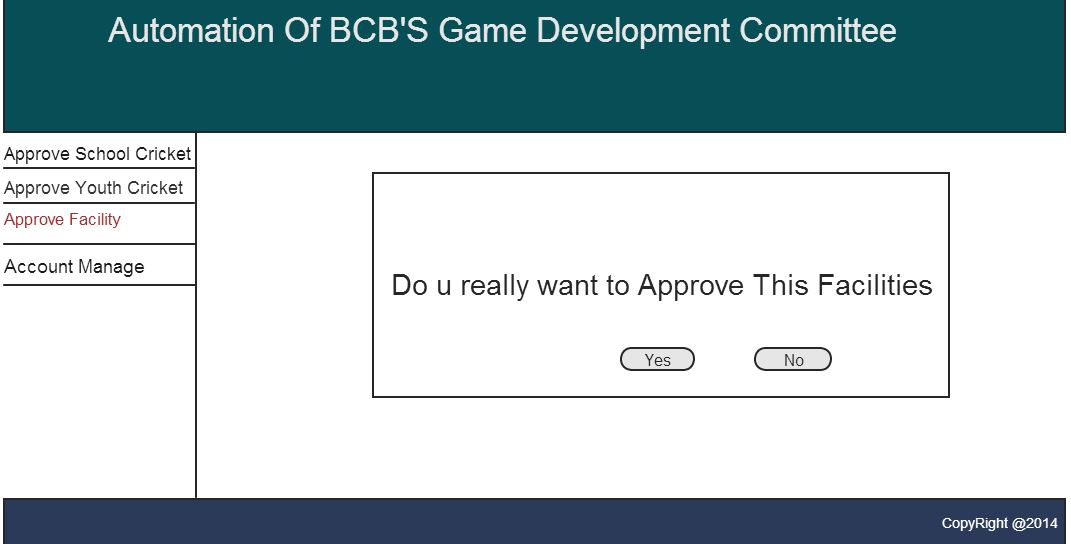 Automation Of BCB'S Game Development Committee
Approve School Cricket
Approve Youth Cricket
Approve Facility
Account Manage
Do u really want to Approve This Facilities
Yes
No
CopyRight @2014